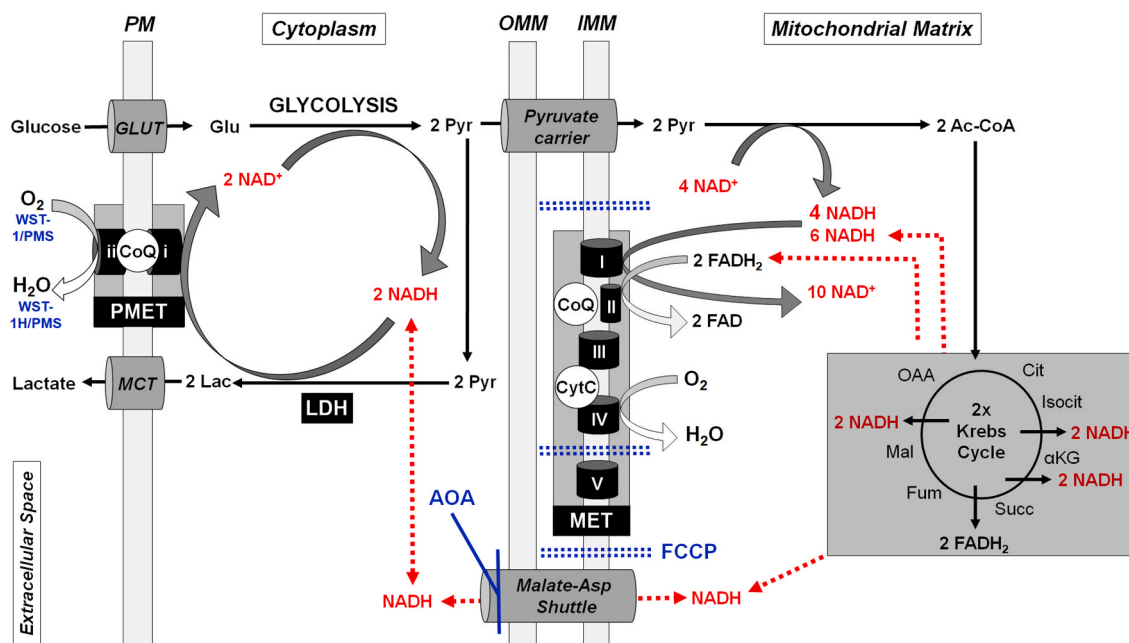 PM
Cytoplasm
OMM
IMM
Mitochondrial Matrix
GLYCOLYSIS
Glucose
GLUT
Glu
2 Pyr
Pyruvate
carrier
2 Pyr
2 Ac-CoA
2 NAD⁺
4 NAD⁺
O₂
WST-
1/PMS
4 NADH
6 NADH
ii
CoQ
i
I
2 FADH₂
H₂O
WST-
1H/PMS
PMET
2 NADH
CoQ
II
10 NAD⁺
2 FAD
III
Lactate
MCT
2 Lac
2 Pyr
LDH
CytC
IV
O₂
H₂O
OAA
Cit
Isocit
2 NADH
2x
Krebs
Cycle
2 NADH
Mal
αKG
2 NADH
Fum
Succ
2 FADH₂
V
MET
AOA
FCCP
Extracellular Space
NADH
Malate-Asp
Shuttle
NADH